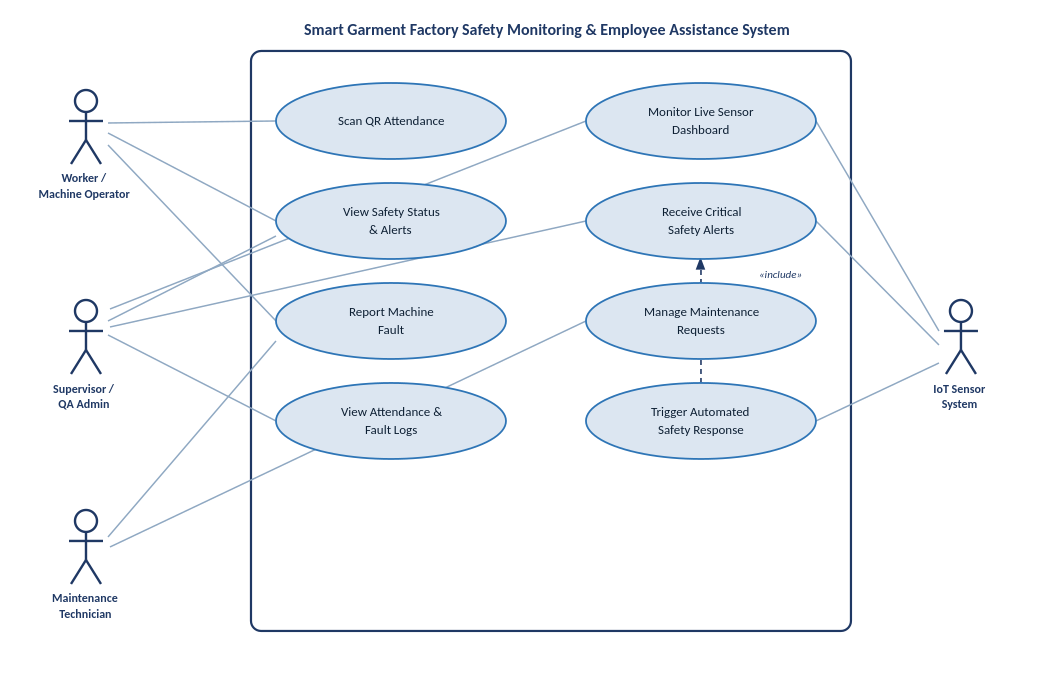 Smart Garment Factory Safety Monitoring & Employee Assistance System
Scan QR Attendance
Monitor Live Sensor
Dashboard
Worker /
Machine Operator
View Safety Status
& Alerts
Receive Critical
Safety Alerts
«include»
Report Machine
Fault
Manage Maintenance
Requests
Supervisor /
QA Admin
IoT Sensor
System
View Attendance &
Fault Logs
Trigger Automated
Safety Response
Maintenance
Technician